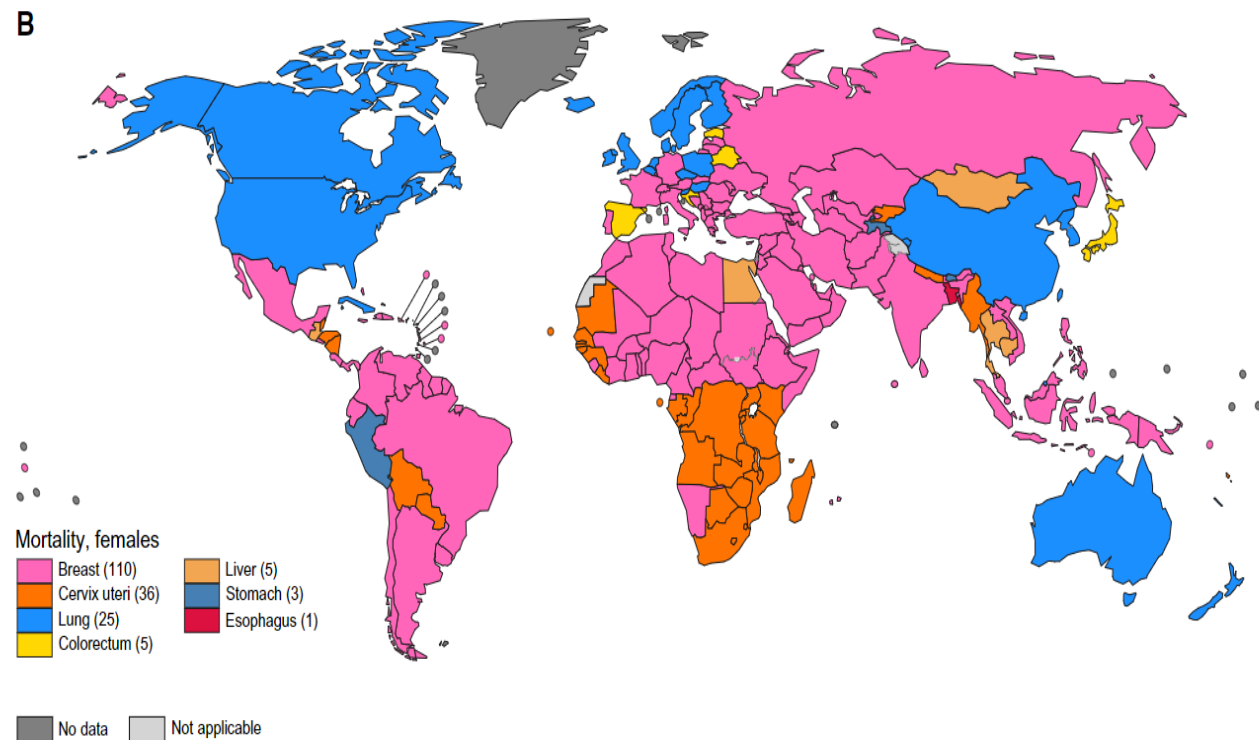 B
Mortality, females
Breast (110)
Cervix uteri (36)
Lung (25)
Colorectum (5)
Liver (5)
Stomach (3)
Esophagus (1)
No data
Not applicable